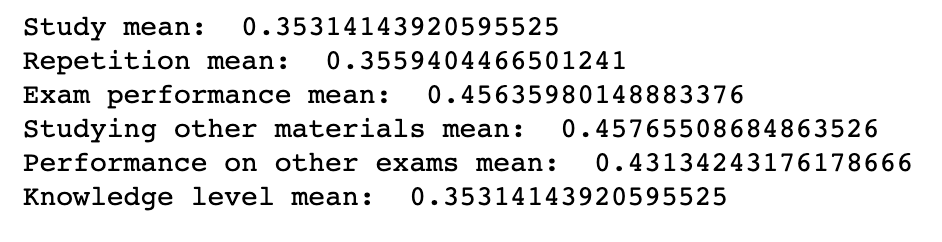 Study mean:  0.35314143920595525
Repetition mean:  0.3559404466501241
Exam performance mean:  0.45635980148883376
Studying other materials mean:  0.45765508684863526
Performance on other exams mean:  0.43134243176178666
Knowledge level mean:  0.35314143920595525